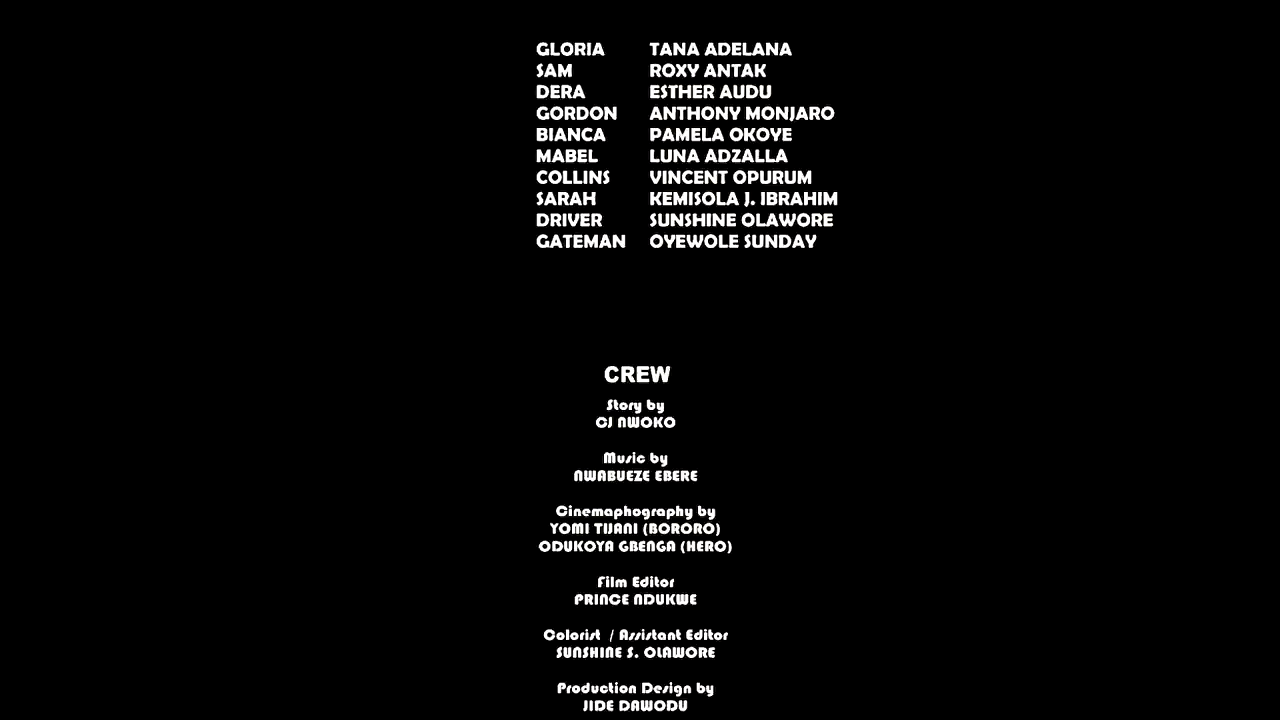 GLORIA TANA ADELANA
SAM ROXY ANTAK
DERA ESTHER AUDU
GORDON ANTHONY MONJARO
BIANCA PAMELA OKOYE
MABEL LUNA ADZALLA
COLLINS VINCENT OPURUM
SARAH KEMISOLA J. IBRAHIM
DRIVER SUNSHINE OLAWORE
GATEMAN OYEWOLE SUNDAY
CREW
Story by
CJ NWOKO
Music by
NWABUEZE EBERE
Cinemaphography by
YOMI TIJANI (BORORO)
ODUKOYA GBENGA (HERO)
Film Editor
PRINCE NDUKWE
Colorist / Assistant Editor
SUNSHINE S. OLAWORE
Production Design by
JIDE DAWODU